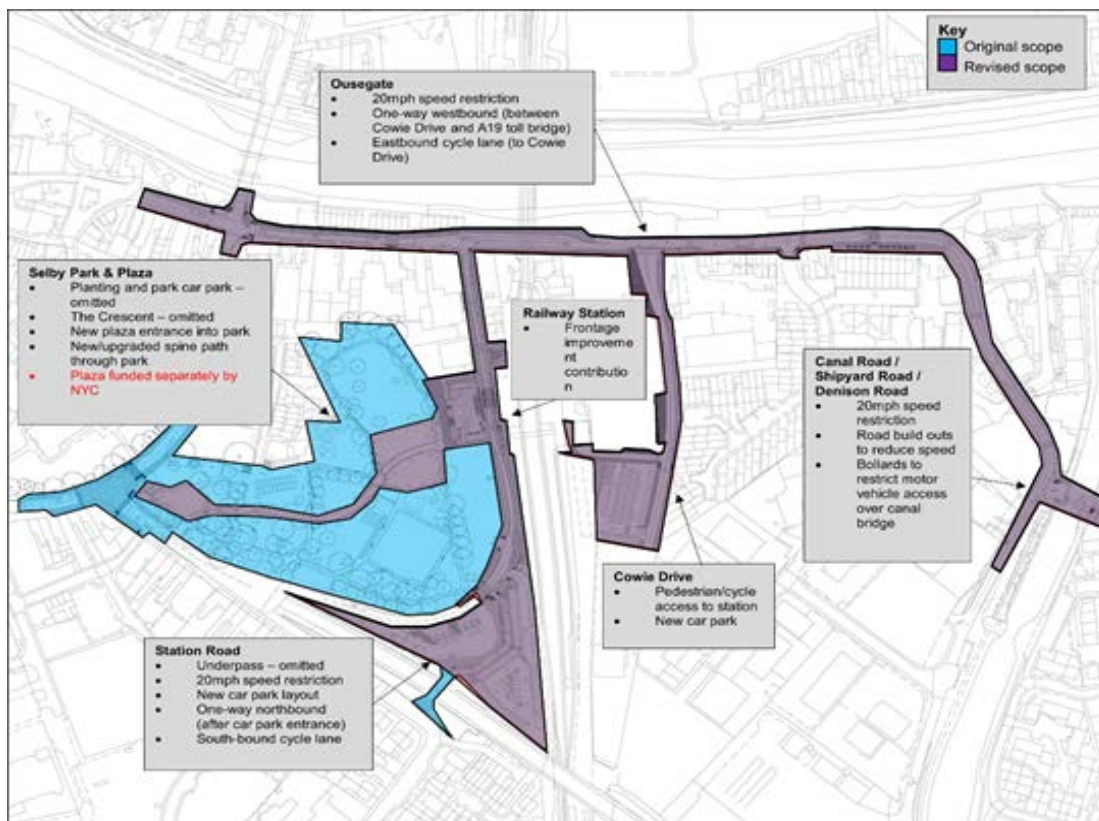 Key
Original scope
Revised scope
Ousegate
• 20mph speed restriction
• One-way westbound (between
Cowie Drive and A19 toll bridge)
• Eastbound cycle lane (to Cowie
Drive)
Selby Park & Plaza
• Planting and park car park –
omitted
• The Crescent – omitted
• New plaza entrance into park
• New/upgraded spine path
through park
• Plaza funded separately by
NYC
Railway Station
• Frontage
improveme
nt
contributio
n
Canal Road /
Shipyard Road /
Denison Road
• 20mph speed
restriction
• Road build outs
to reduce speed
• Bollards to
restrict motor
vehicle access
over canal
bridge
Cowie Drive
• Pedestrian/cycle
access to station
• New car park
Station Road
• Underpass – omitted
• 20mph speed restriction
• New car park layout
• One-way northbound
(after car park entrance)
• South-bound cycle lane